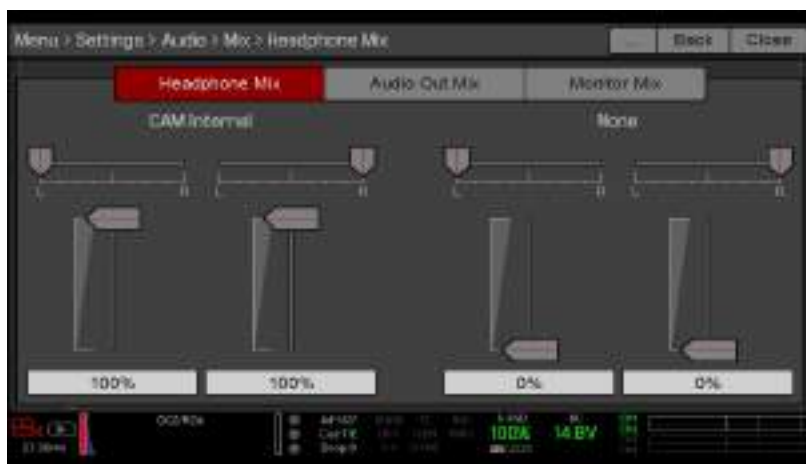 Menu > Settings > Audio > Mix > Headphone Mix
... Back Close
Headphone Mix Audio Out Mix Monitor Mix
CAM Internal None
L R L R L R L R
100% 100% 0% 0%
100% 14.8V